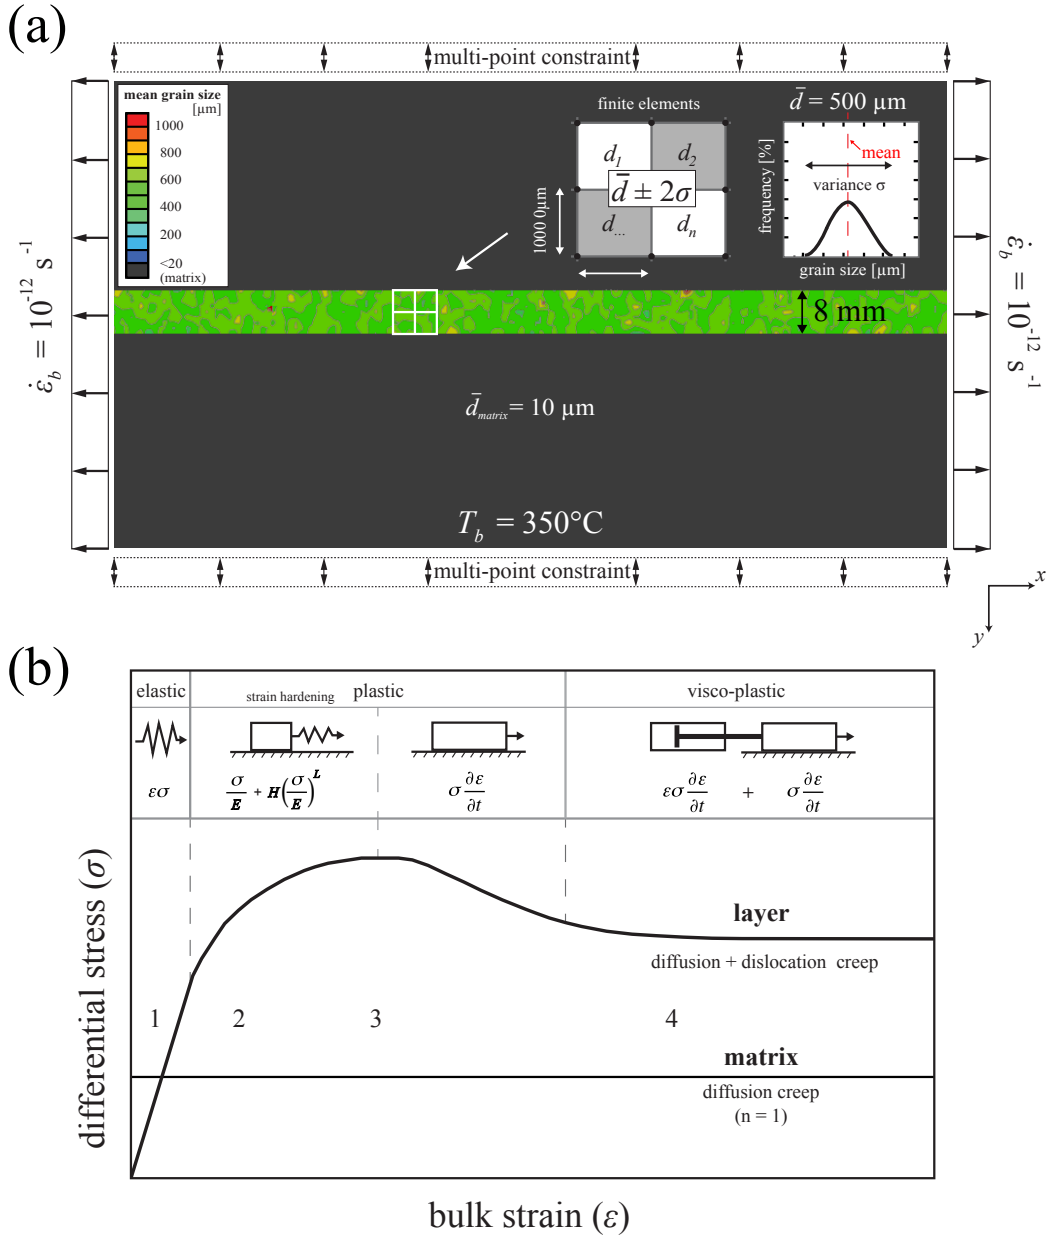 (a)
multi-point constraint
mean grain size
[µm]
1000
800
600
400
200
<20
(matrix)
finite elements
d1
d2
d̄ ± 2σ
d...
dn
1000 0µm
d̄ = 500 µm
frequency [%]
mean
variance σ
grain size [µm]
ε̇b = 10⁻¹² s⁻¹
ε̇b = 10⁻¹² s⁻¹
8 mm
d̄matrix = 10 µm
Tb = 350°C
multi-point constraint
x
y
(b)
elastic
strain hardening
plastic
visco-plastic
εσ
σ/E + H(σ/E)^L
σ ∂ε/∂t
εσ ∂ε/∂t + σ ∂ε/∂t
differential stress (σ)
layer
diffusion + dislocation creep
1
2
3
4
matrix
diffusion creep
(n = 1)
bulk strain (ε)